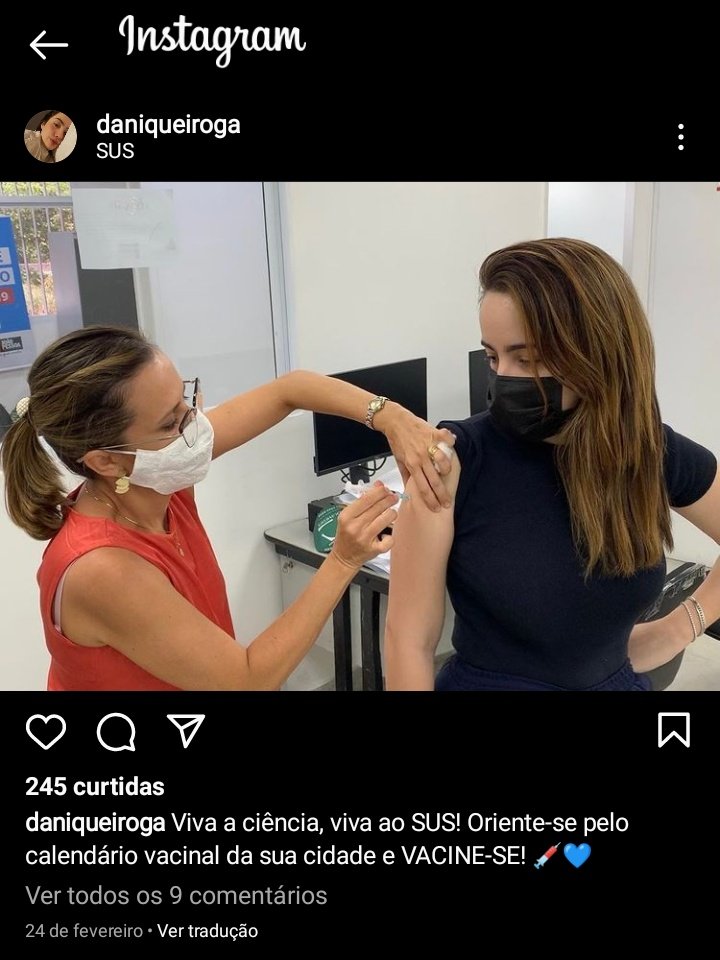 Instagram
daniqueiroga
SUS
245 curtidas
daniqueiroga Viva a ciência, viva ao SUS! Oriente-se pelo
calendário vacinal da sua cidade e VACINE-SE! 💉💙
Ver todos os 9 comentários
24 de fevereiro • Ver tradução